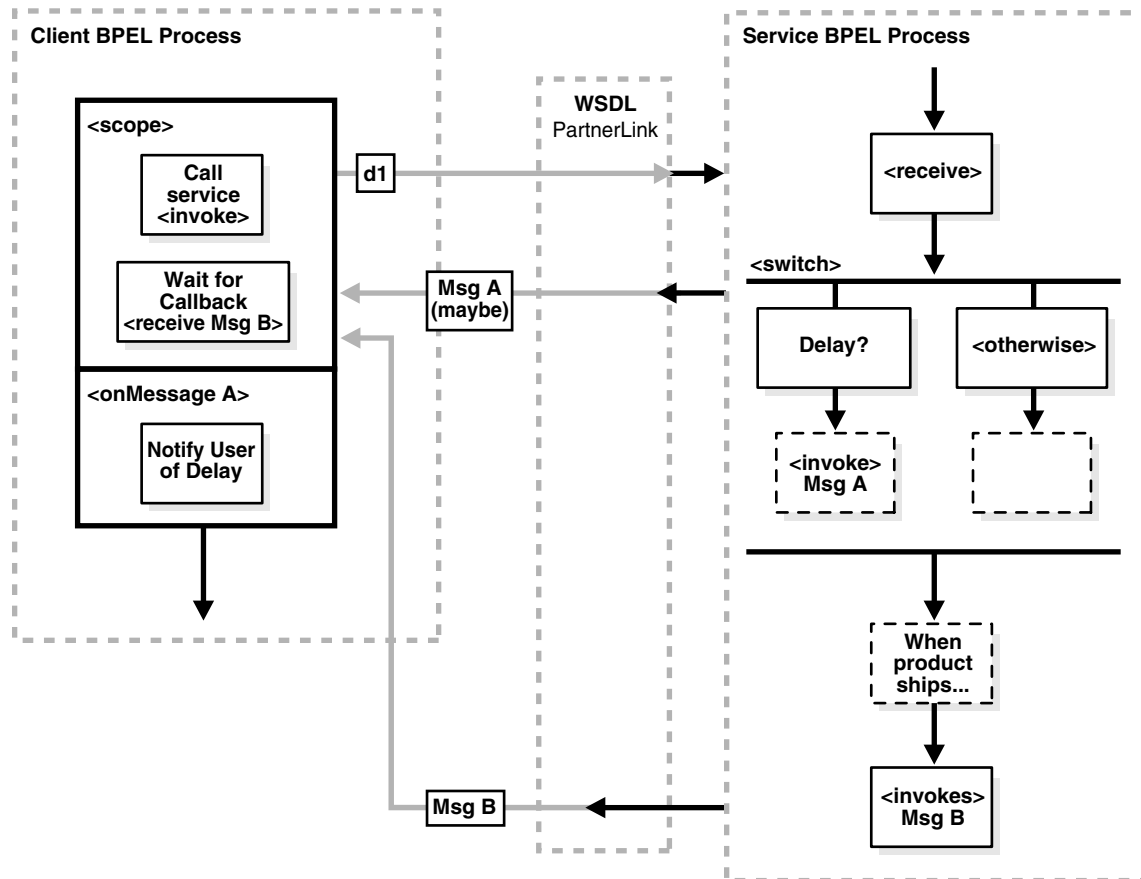 Client BPEL Process
<scope>
Call
service
<invoke>
Wait for
Callback
<receive Msg B>
<onMessage A>
Notify User
of Delay
d1
Msg A
(maybe)
Msg B
WSDL
PartnerLink
Service BPEL Process
<receive>
<switch>
Delay?
<otherwise>
<invoke>
Msg A
When
product
ships...
<invokes>
Msg B